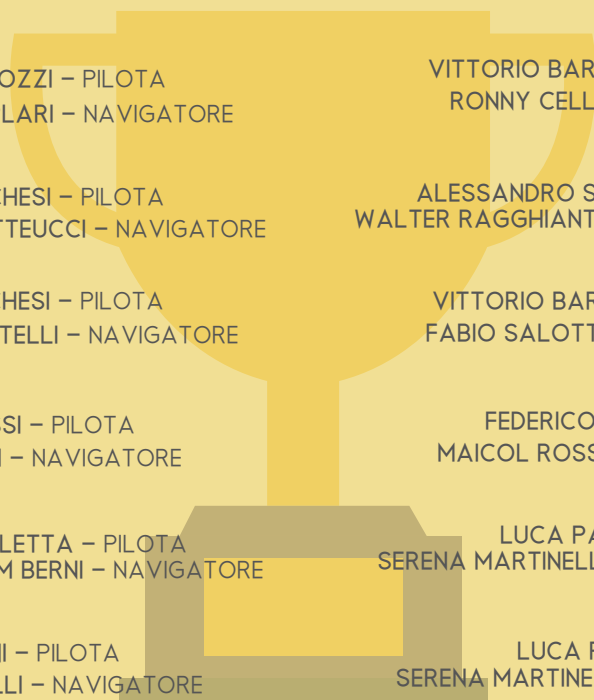 OZZI – PILOTA
LARI – NAVIGATORE
HESI – PILOTA
TTEUCCI – NAVIGATORE
HESI – PILOTA
TELLI – NAVIGATORE
SI – PILOTA
I – NAVIGATORE
LETTA – PILOTA
M BERNI – NAVIGATORE
I – PILOTA
LLI – NAVIGATORE
VITTORIO BAR
RONNY CELL
ALESSANDRO S
WALTER RAGGHIANT
VITTORIO BAR
FABIO SALOTT
FEDERICO
MAICOL ROSS
LUCA PA
SERENA MARTINELL
LUCA
SERENA MARTINE